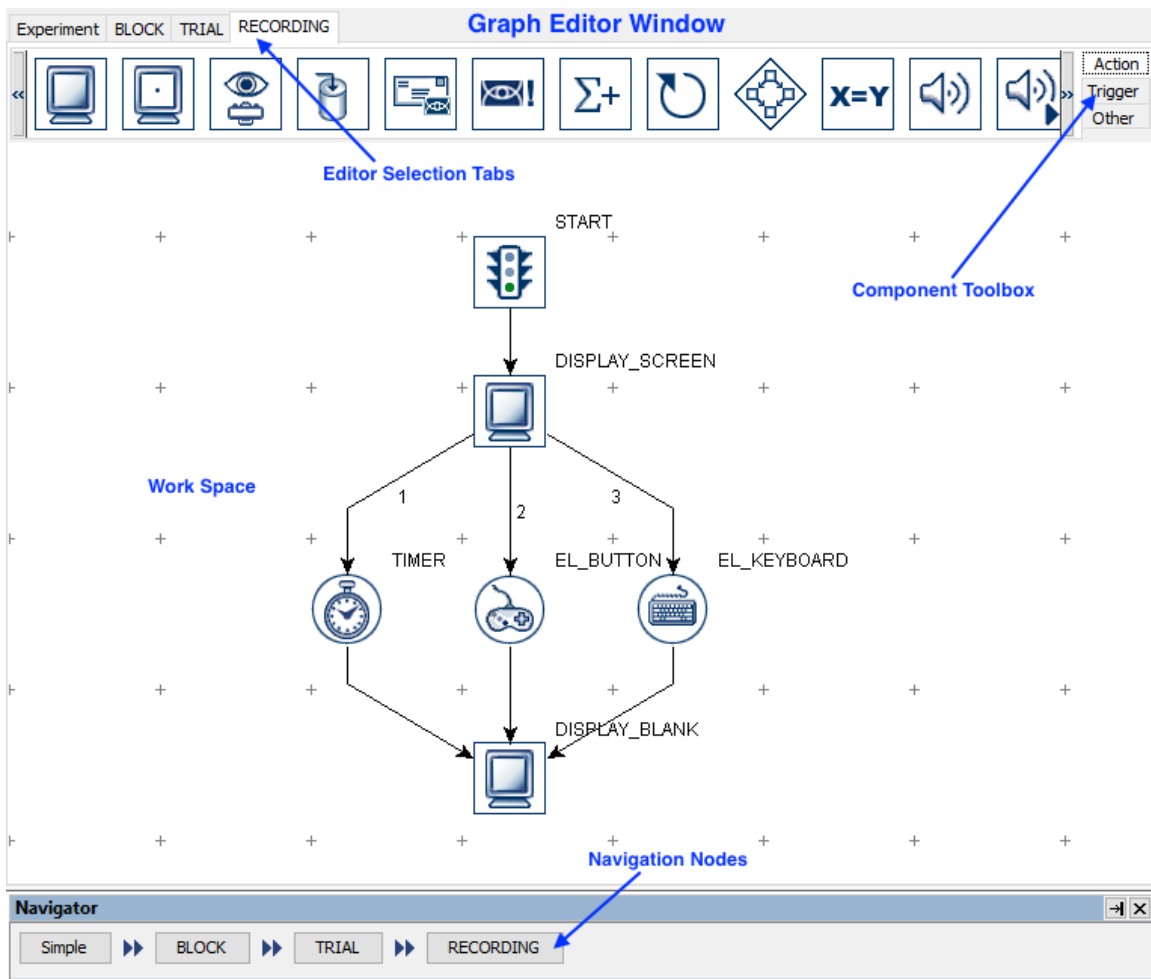 Graph Editor Window
Experiment BLOCK TRIAL RECORDING
« Σ+ X=Y »
Action
Trigger
Other
Editor Selection Tabs
START
Component Toolbox
DISPLAY_SCREEN
Work Space
1 2 3
TIMER EL_BUTTON EL_KEYBOARD
DISPLAY_BLANK
Navigation Nodes
Navigator
Simple BLOCK TRIAL RECORDING